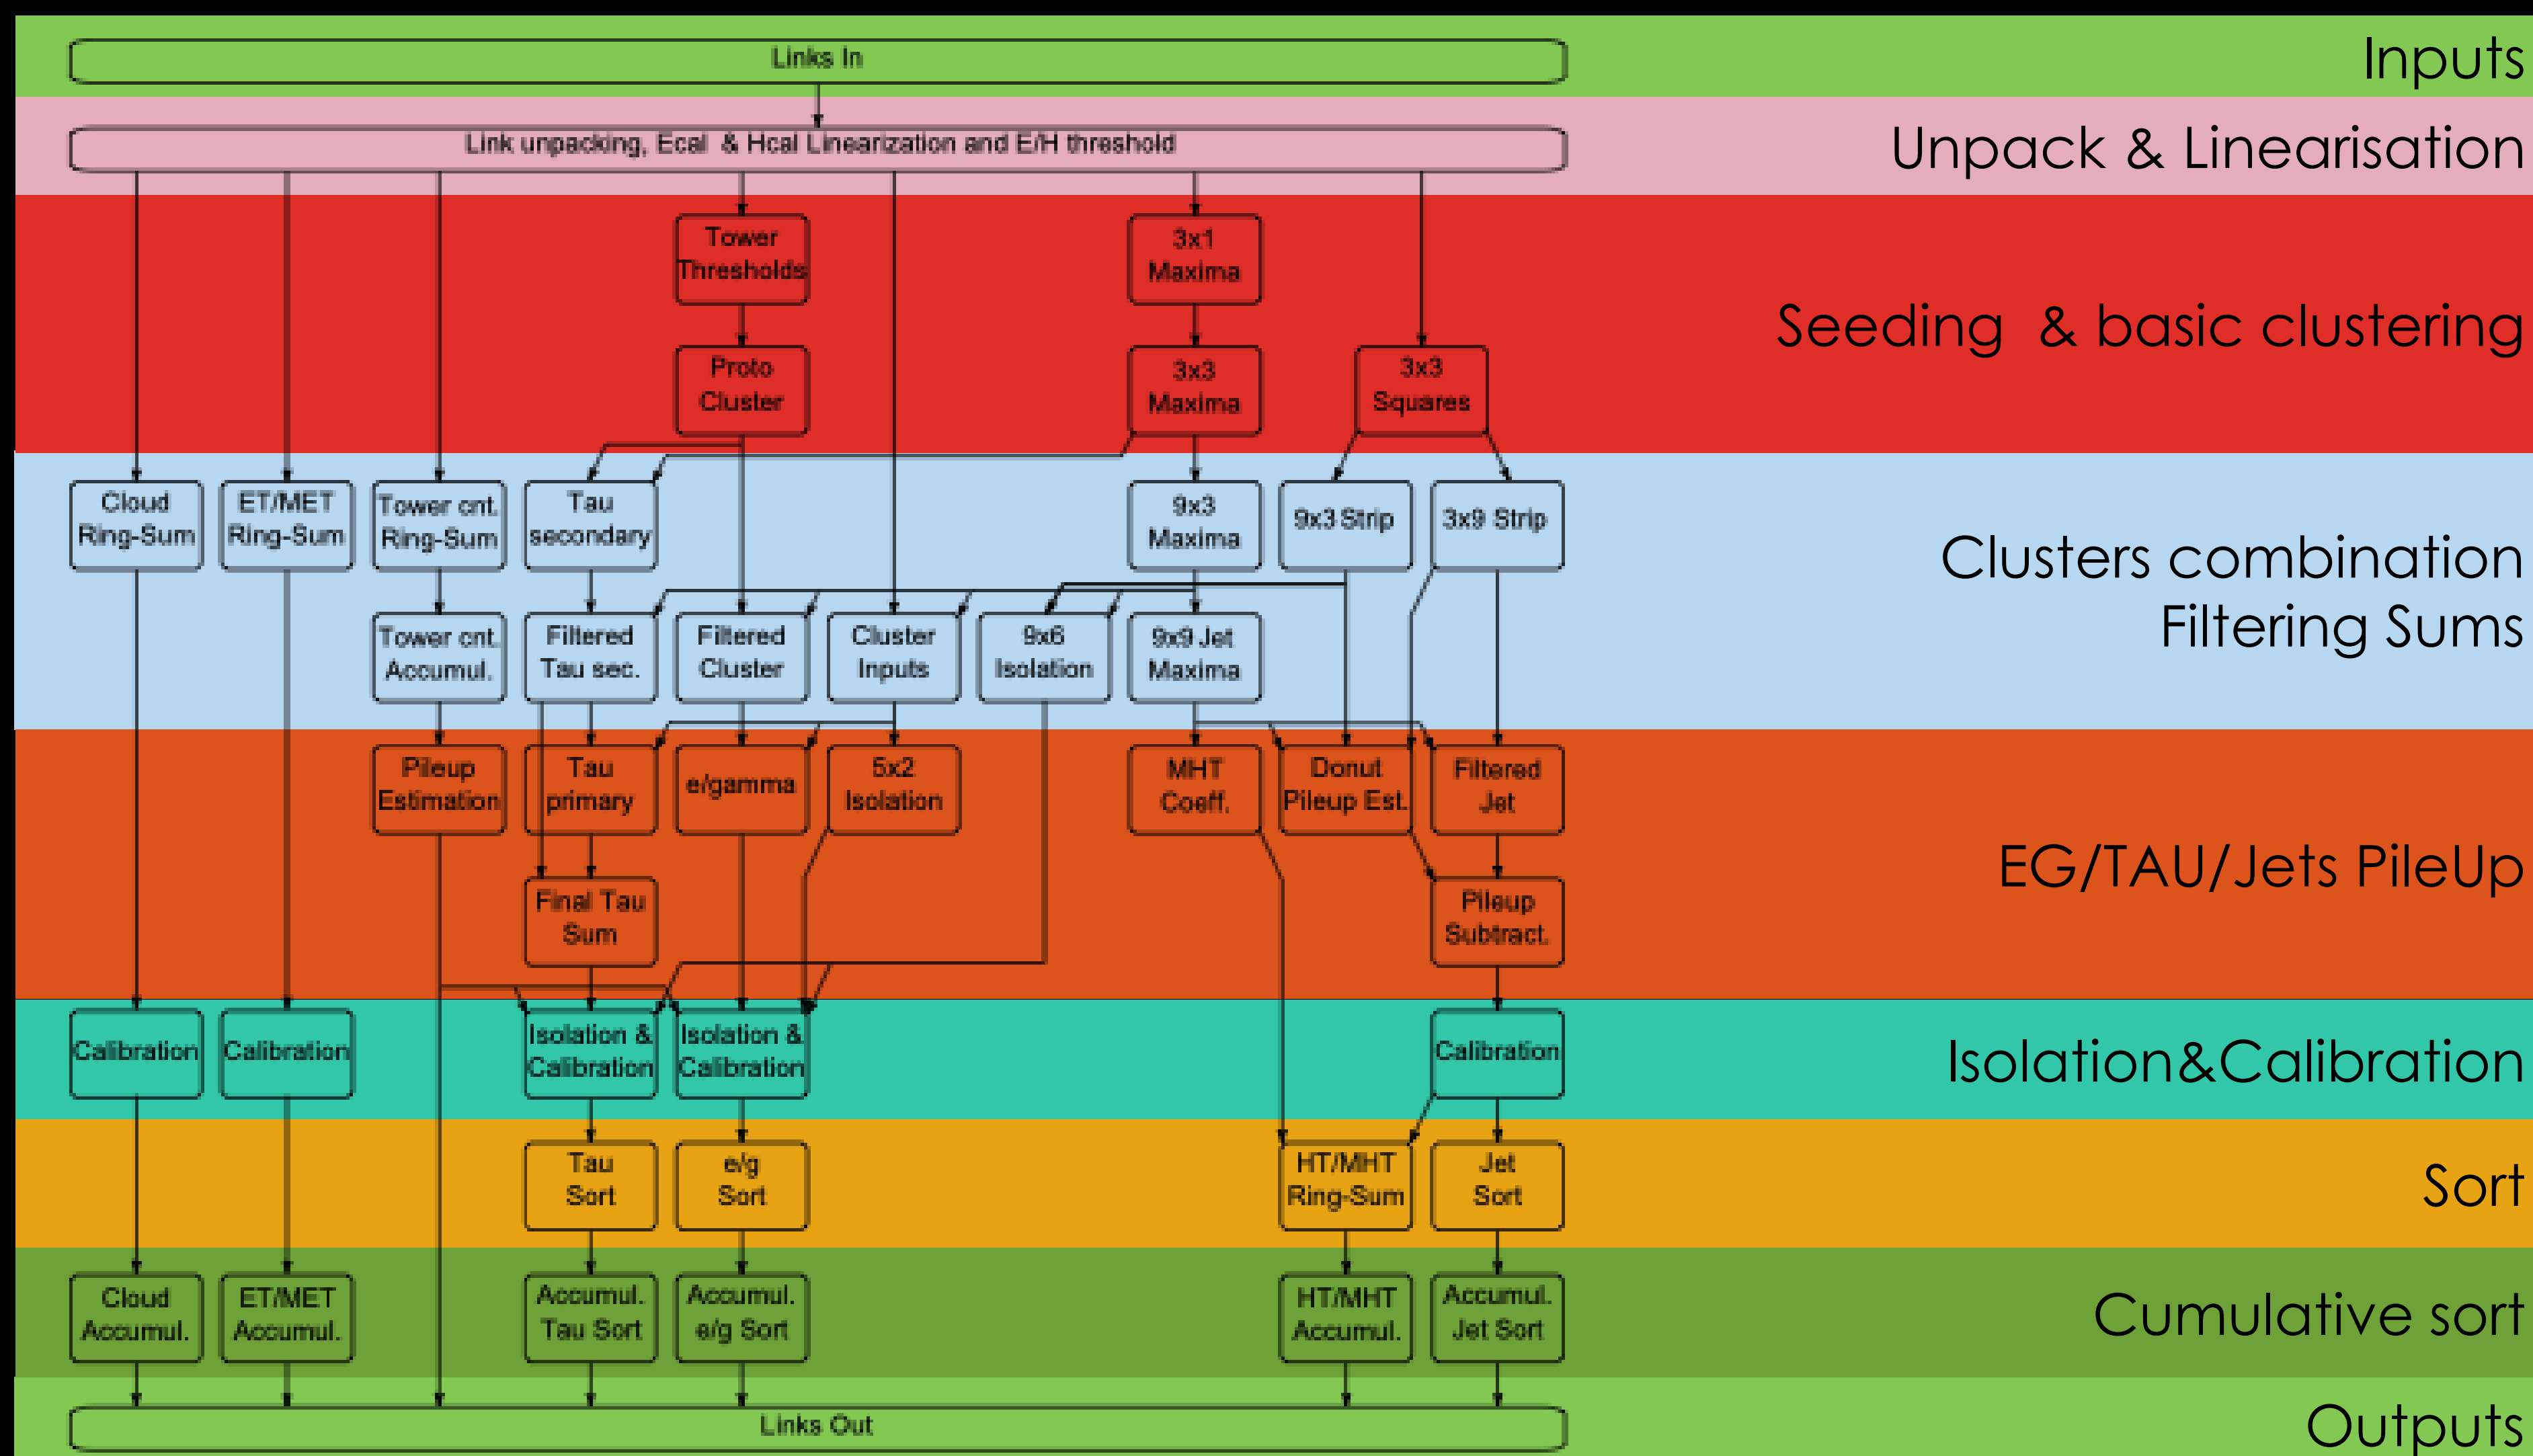 Links In
Inputs
Link unpacking, Ecal & Hcal Linearization and E/H threshold
Unpack & Linearisation
Tower
Thresholds
3x1
Maxima
Seeding & basic clustering
Proto
Cluster
3x3
Maxima
3x3
Squares
Cloud
Ring-Sum
ET/MET
Ring-Sum
Tower cnt.
Ring-Sum
Tau
secondary
9x3
Maxima
9x3 Strip
3x9 Strip
Clusters combination
Filtering Sums
Tower cnt.
Accumul.
Filtered
Tau sec.
Filtered
Cluster
Cluster
Inputs
9x6
Isolation
9x9 Jet
Maxima
Pileup
Estimation
Tau
primary
e/gamma
5x2
Isolation
MHT
Coeff.
Donut
Pileup Est.
Filtered
Jet
EG/TAU/Jets PileUp
Final Tau
Sum
Pileup
Subtract.
Calibration
Calibration
Isolation &
Calibration
Isolation &
Calibration
Calibration
Isolation&Calibration
Tau
Sort
e/g
Sort
HT/MHT
Ring-Sum
Jet
Sort
Sort
Cloud
Accumul.
ET/MET
Accumul.
Accumul.
Tau Sort
Accumul.
e/g Sort
HT/MHT
Accumul.
Accumul.
Jet Sort
Cumulative sort
Links Out
Outputs